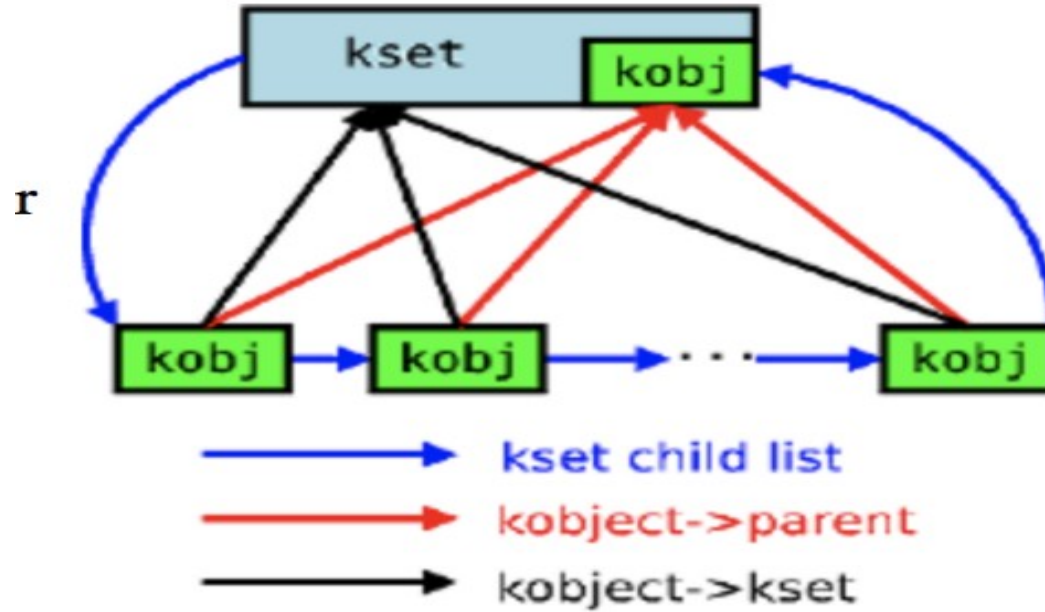 kset
kobj
r
kobj kobj ... kobj
kset child list
kobject->parent
kobject->kset